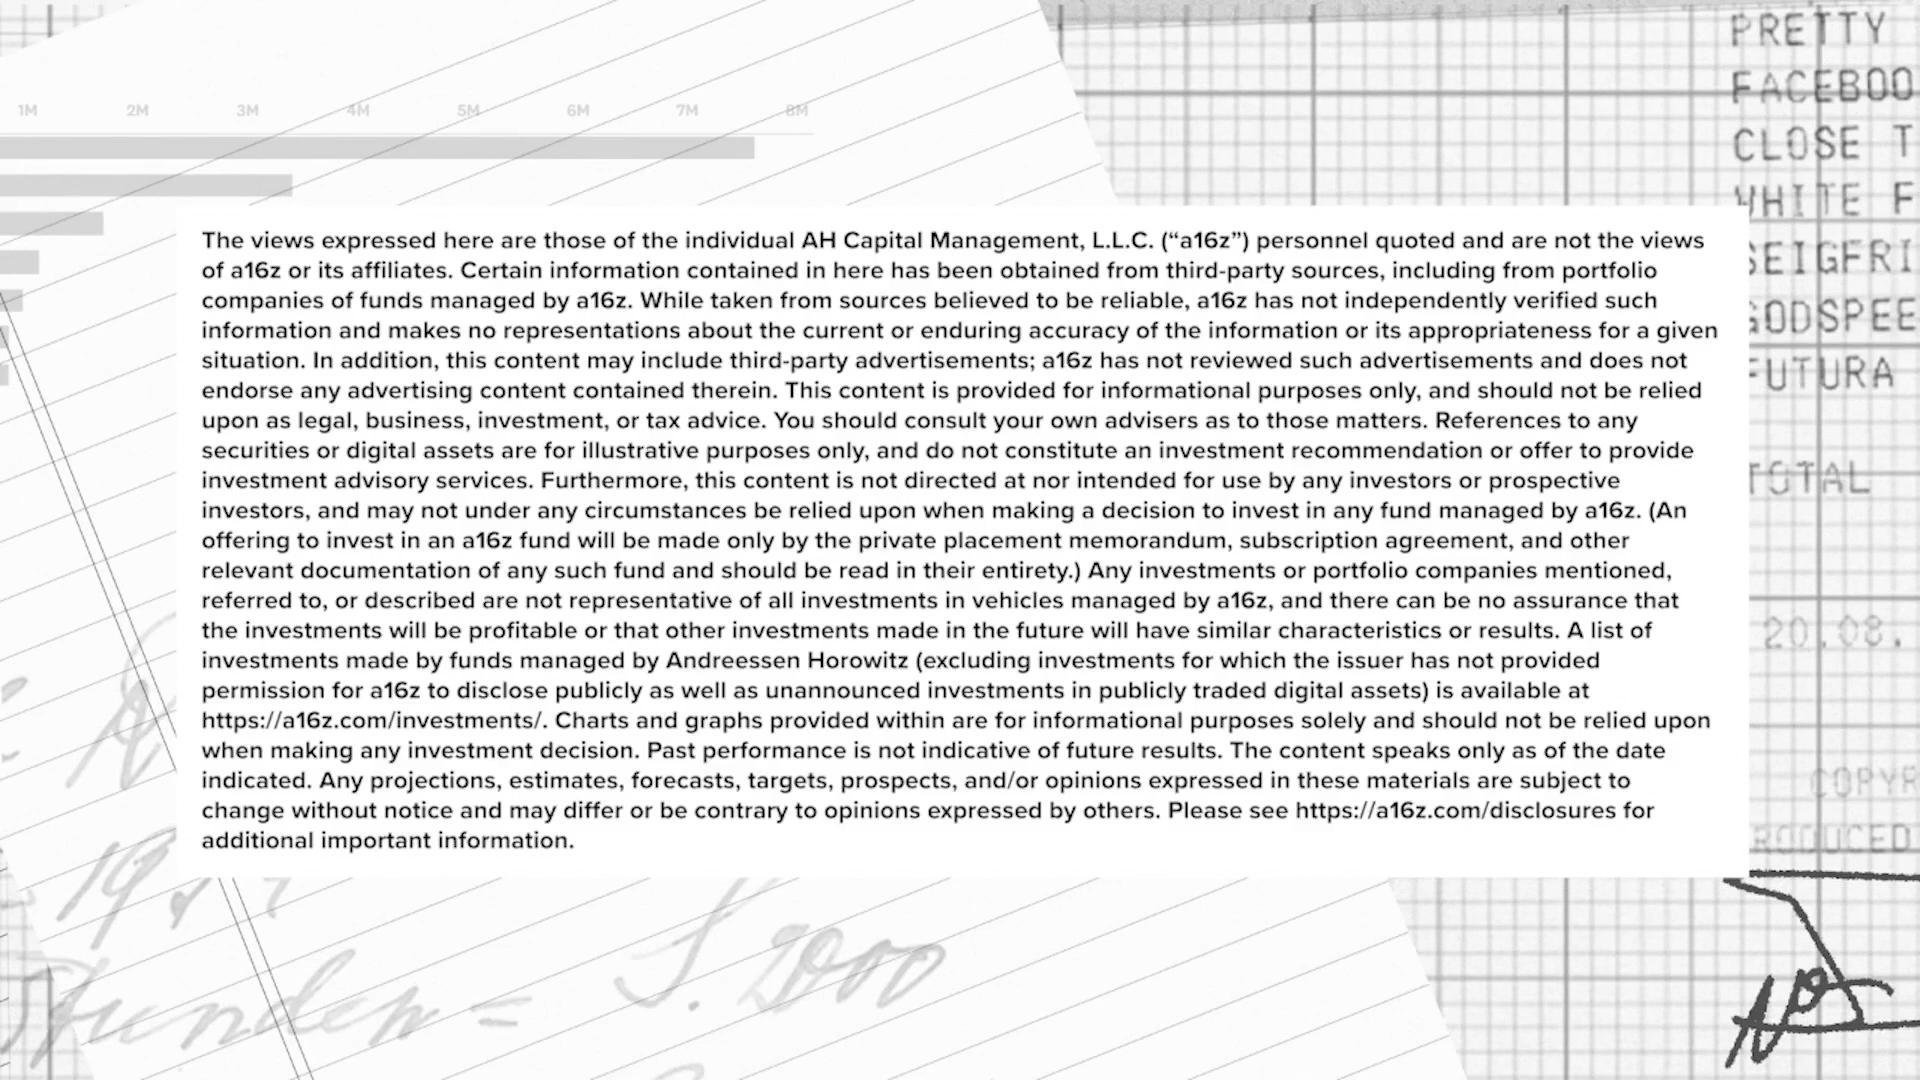 1M 2M 3M 4M 5M 6M 7M 8M
PRETTY
FACEBOO
CLOSE T
WHITE F
SEIGFRI
GODSPEE
FUTURA
TOTAL
20.08.
COPYR
RODUCED
The views expressed here are those of the individual AH Capital Management, L.L.C. (“a16z”) personnel quoted and are not the views
of a16z or its affiliates. Certain information contained in here has been obtained from third-party sources, including from portfolio
companies of funds managed by a16z. While taken from sources believed to be reliable, a16z has not independently verified such
information and makes no representations about the current or enduring accuracy of the information or its appropriateness for a given
situation. In addition, this content may include third-party advertisements; a16z has not reviewed such advertisements and does not
endorse any advertising content contained therein. This content is provided for informational purposes only, and should not be relied
upon as legal, business, investment, or tax advice. You should consult your own advisers as to those matters. References to any
securities or digital assets are for illustrative purposes only, and do not constitute an investment recommendation or offer to provide
investment advisory services. Furthermore, this content is not directed at nor intended for use by any investors or prospective
investors, and may not under any circumstances be relied upon when making a decision to invest in any fund managed by a16z. (An
offering to invest in an a16z fund will be made only by the private placement memorandum, subscription agreement, and other
relevant documentation of any such fund and should be read in their entirety.) Any investments or portfolio companies mentioned,
referred to, or described are not representative of all investments in vehicles managed by a16z, and there can be no assurance that
the investments will be profitable or that other investments made in the future will have similar characteristics or results. A list of
investments made by funds managed by Andreessen Horowitz (excluding investments for which the issuer has not provided
permission for a16z to disclose publicly as well as unannounced investments in publicly traded digital assets) is available at
https://a16z.com/investments/. Charts and graphs provided within are for informational purposes solely and should not be relied upon
when making any investment decision. Past performance is not indicative of future results. The content speaks only as of the date
indicated. Any projections, estimates, forecasts, targets, prospects, and/or opinions expressed in these materials are subject to
change without notice and may differ or be contrary to opinions expressed by others. Please see https://a16z.com/disclosures for
additional important information.
Stunden = S. 2000